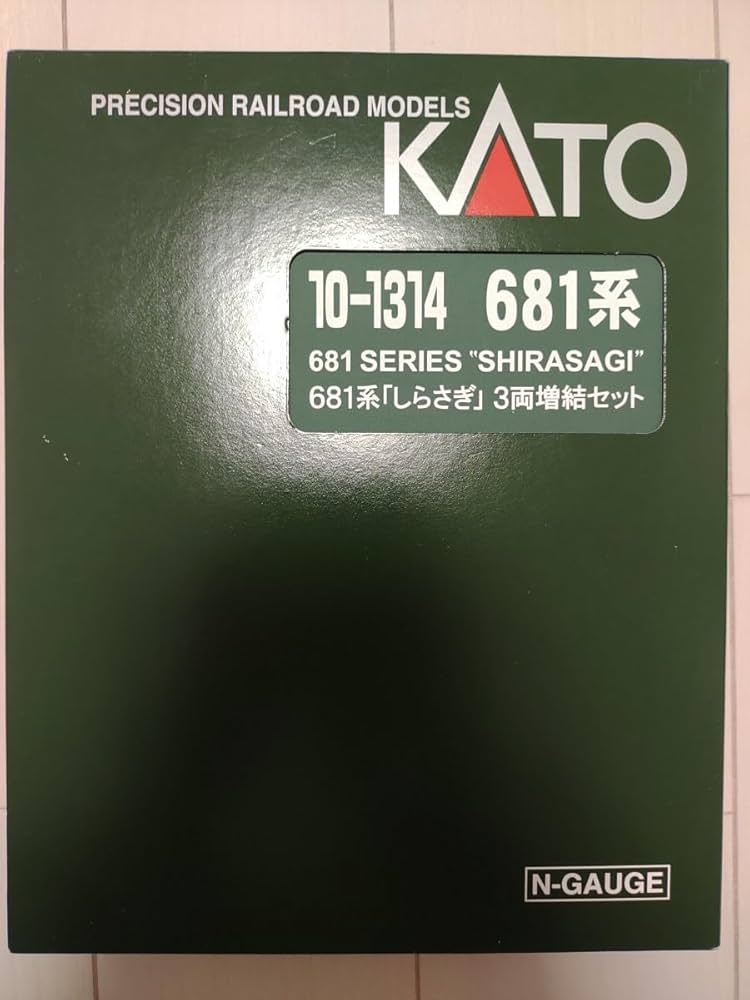 PRECISION RAILROAD MODELS
KATO
10-1314 681系
681 SERIES "SHIRASAGI"
681系「しらさぎ」3両増結セット
N-GAUGE